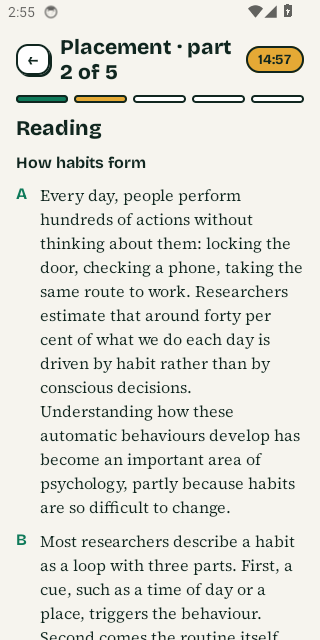 2:55
Placement · part
2 of 5
14:57
Reading
How habits form
A Every day, people perform
hundreds of actions without
thinking about them: locking the
door, checking a phone, taking the
same route to work. Researchers
estimate that around forty per
cent of what we do each day is
driven by habit rather than by
conscious decisions.
Understanding how these
automatic behaviours develop has
become an important area of
psychology, partly because habits
are so difficult to change.
B Most researchers describe a habit
as a loop with three parts. First, a
cue, such as a time of day or a
place, triggers the behaviour.
Second comes the routine itself